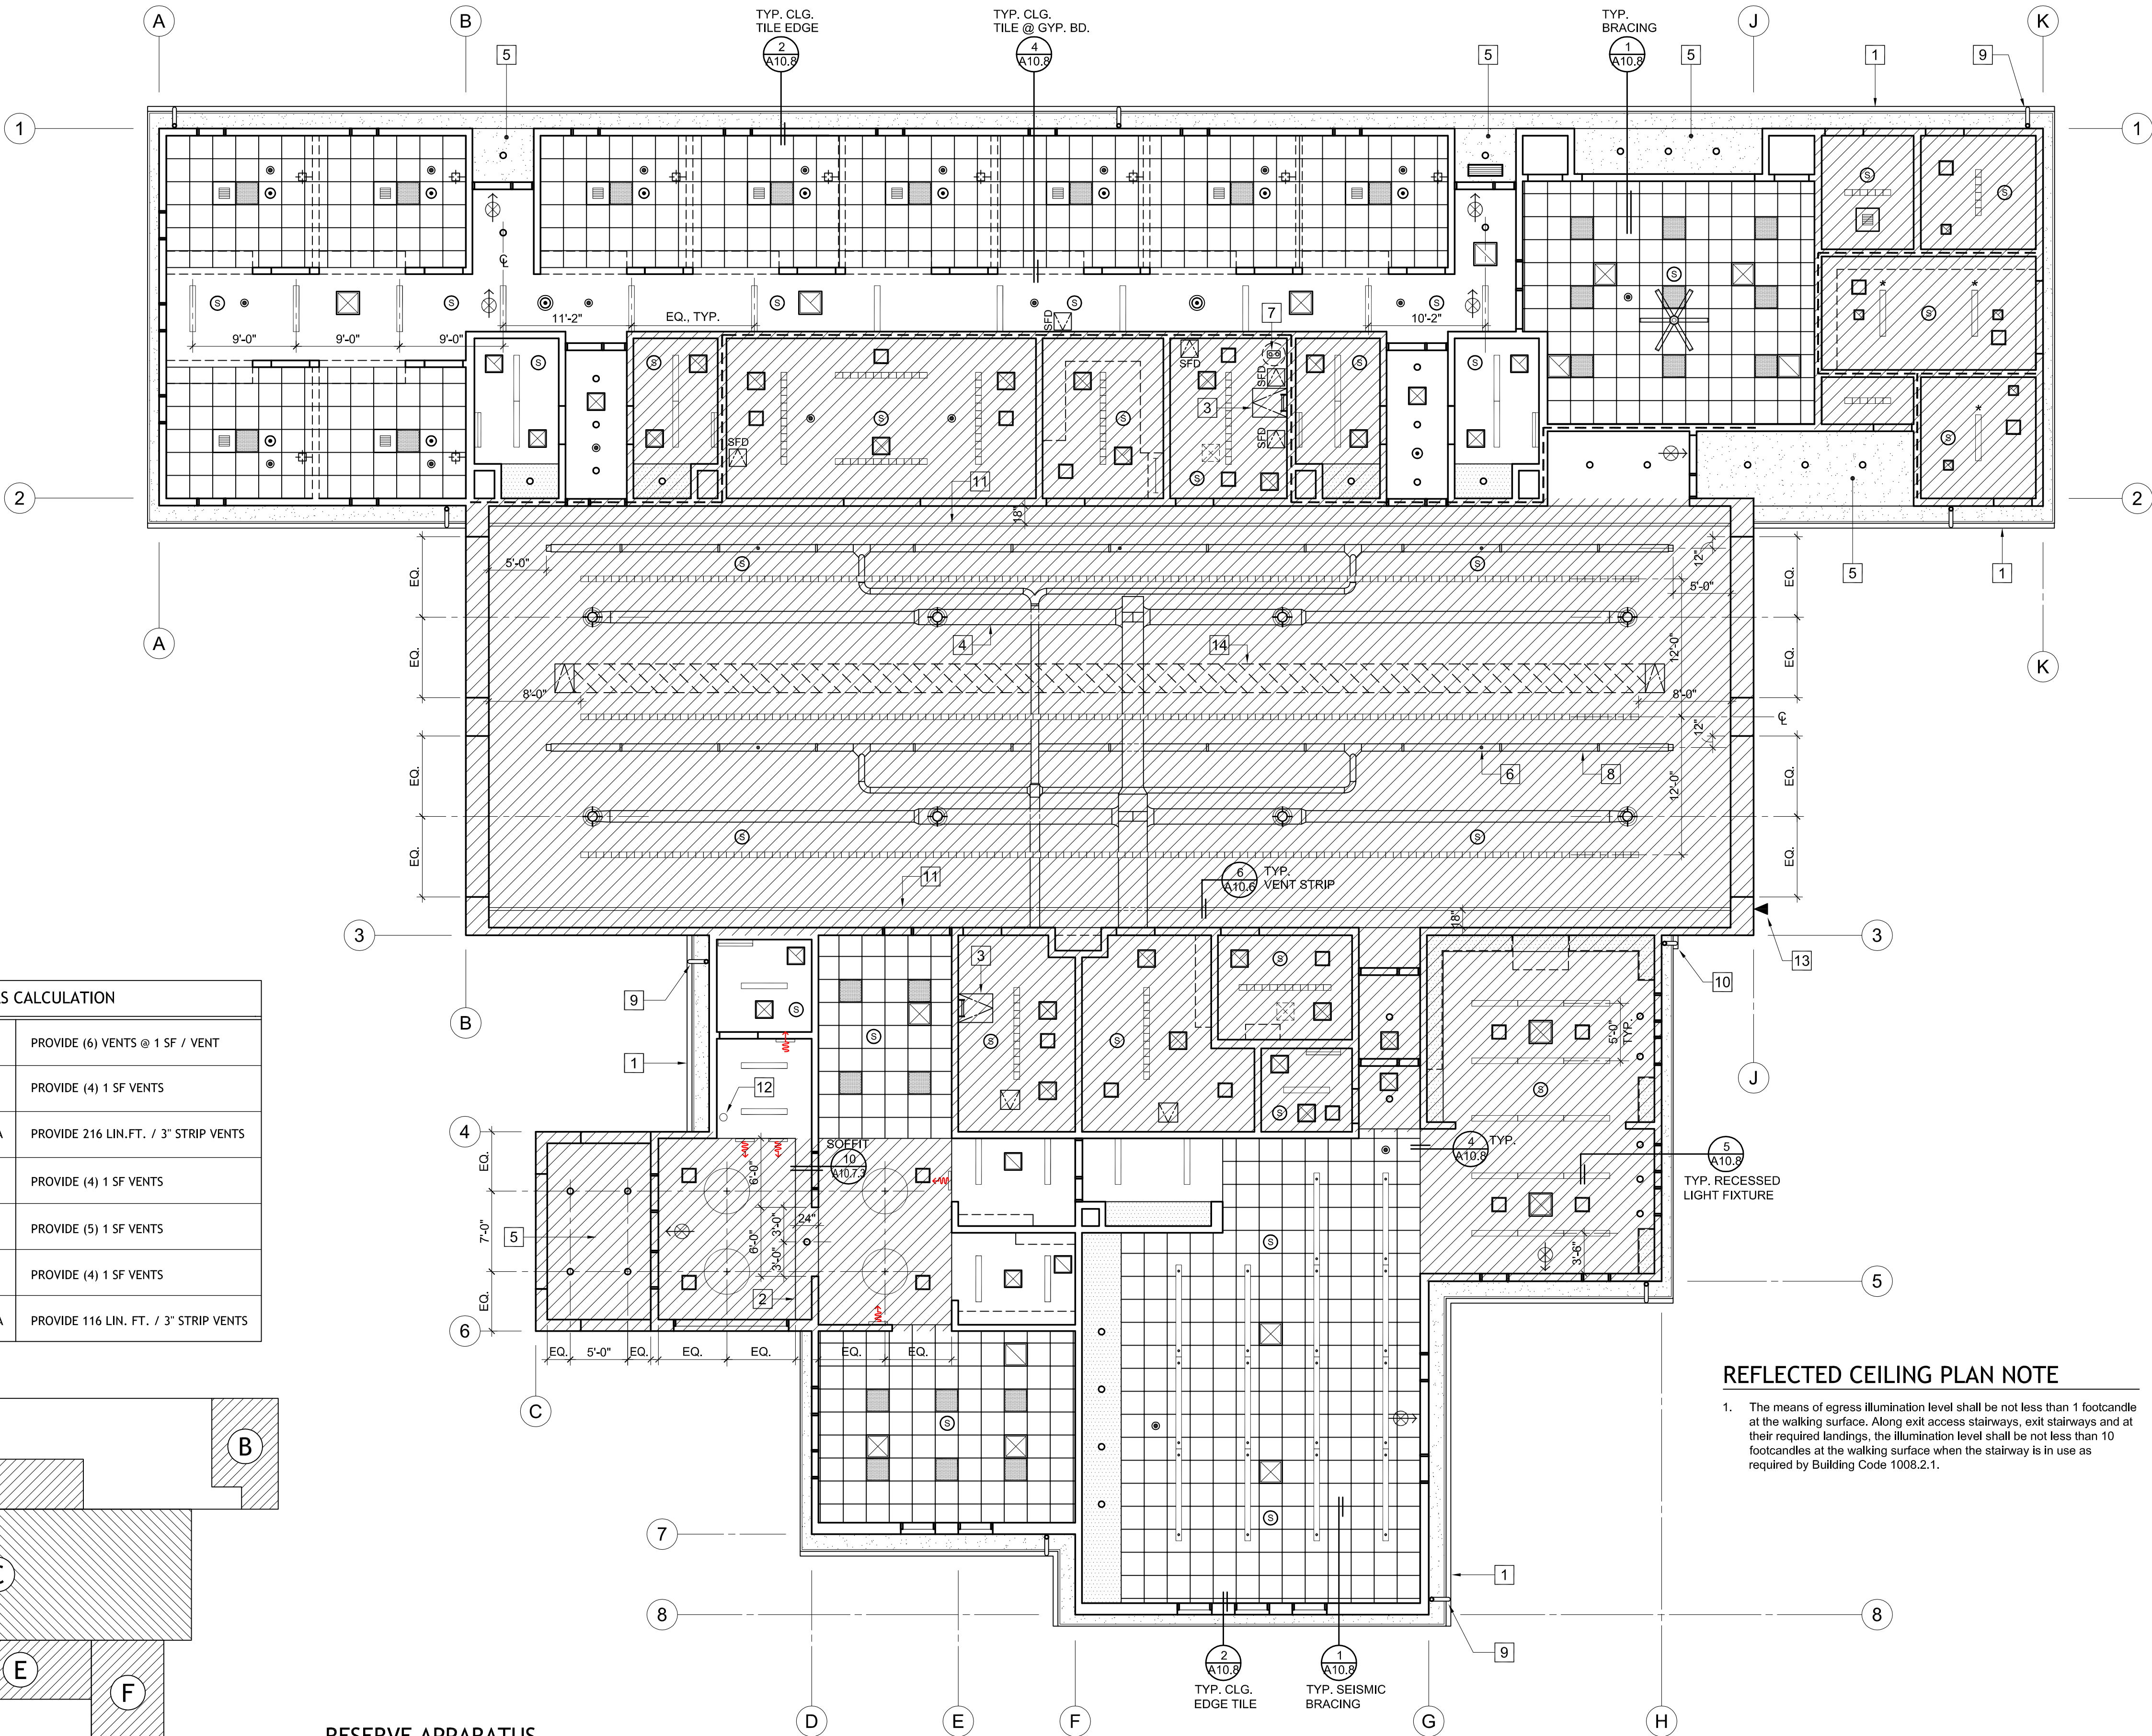 A
B
TYP. CLG.
TILE EDGE
2
A10.8
TYP. CLG.
TILE @ GYP. BD.
4
A10.8
TYP.
BRACING
1
A10.8
J
K
5
5
5
1
9
1
1
℄
S
S
S
S
S
S
S
S
11'-2"
EQ., TYP.
10'-2"
9'-0"
9'-0"
9'-0"
SFD
7
SFD
SFD
3
SFD
SFD
S
S
S
S
S
S
S
S
*
*
*
S
S
2
2
11
18"
5'-0"
12"
5'-0"
5
1
EQ.
EQ.
EQ.
EQ.
S
S
4
14
12'-0"
8'-0"
8'-0"
℄
12"
6
8
12'-0"
S
S
EQ.
EQ.
EQ.
EQ.
A
K
11
6
A10.6
TYP.
VENT STRIP
18"
3
3
13
10
B
9
3
1
12
S
S
S
S
S
S
S
5'-0"
TYP.
J
S CALCULATION
PROVIDE (6) VENTS @ 1 SF / VENT
PROVIDE (4) 1 SF VENTS
A
PROVIDE 216 LIN.FT. / 3" STRIP VENTS
PROVIDE (4) 1 SF VENTS
PROVIDE (5) 1 SF VENTS
PROVIDE (4) 1 SF VENTS
A
PROVIDE 116 LIN. FT. / 3" STRIP VENTS
4
SOFFIT
10
A10.7.3
4
A10.8
TYP.
5
A10.8
TYP. RECESSED
LIGHT FIXTURE
EQ.
7'-0"
EQ.
5
6'-0"
6'-0"
24"
3'-0"
3'-0"
2
3'-6"
5
6
EQ.
5'-0"
EQ.
EQ.
EQ.
EQ.
EQ.
C
S
S
S
REFLECTED CEILING PLAN NOTE
1. The means of egress illumination level shall be not less than 1 footcandle
at the walking surface. Along exit access stairways, exit stairways and at
their required landings, the illumination level shall be not less than 10
footcandles at the walking surface when the stairway is in use as
required by Building Code 1008.2.1.
B
E
F
7
8
8
1
9
2
A10.8
TYP. CLG.
EDGE TILE
1
A10.8
TYP. SEISMIC
BRACING
D
E
F
G
H
RESERVE APPARATUS